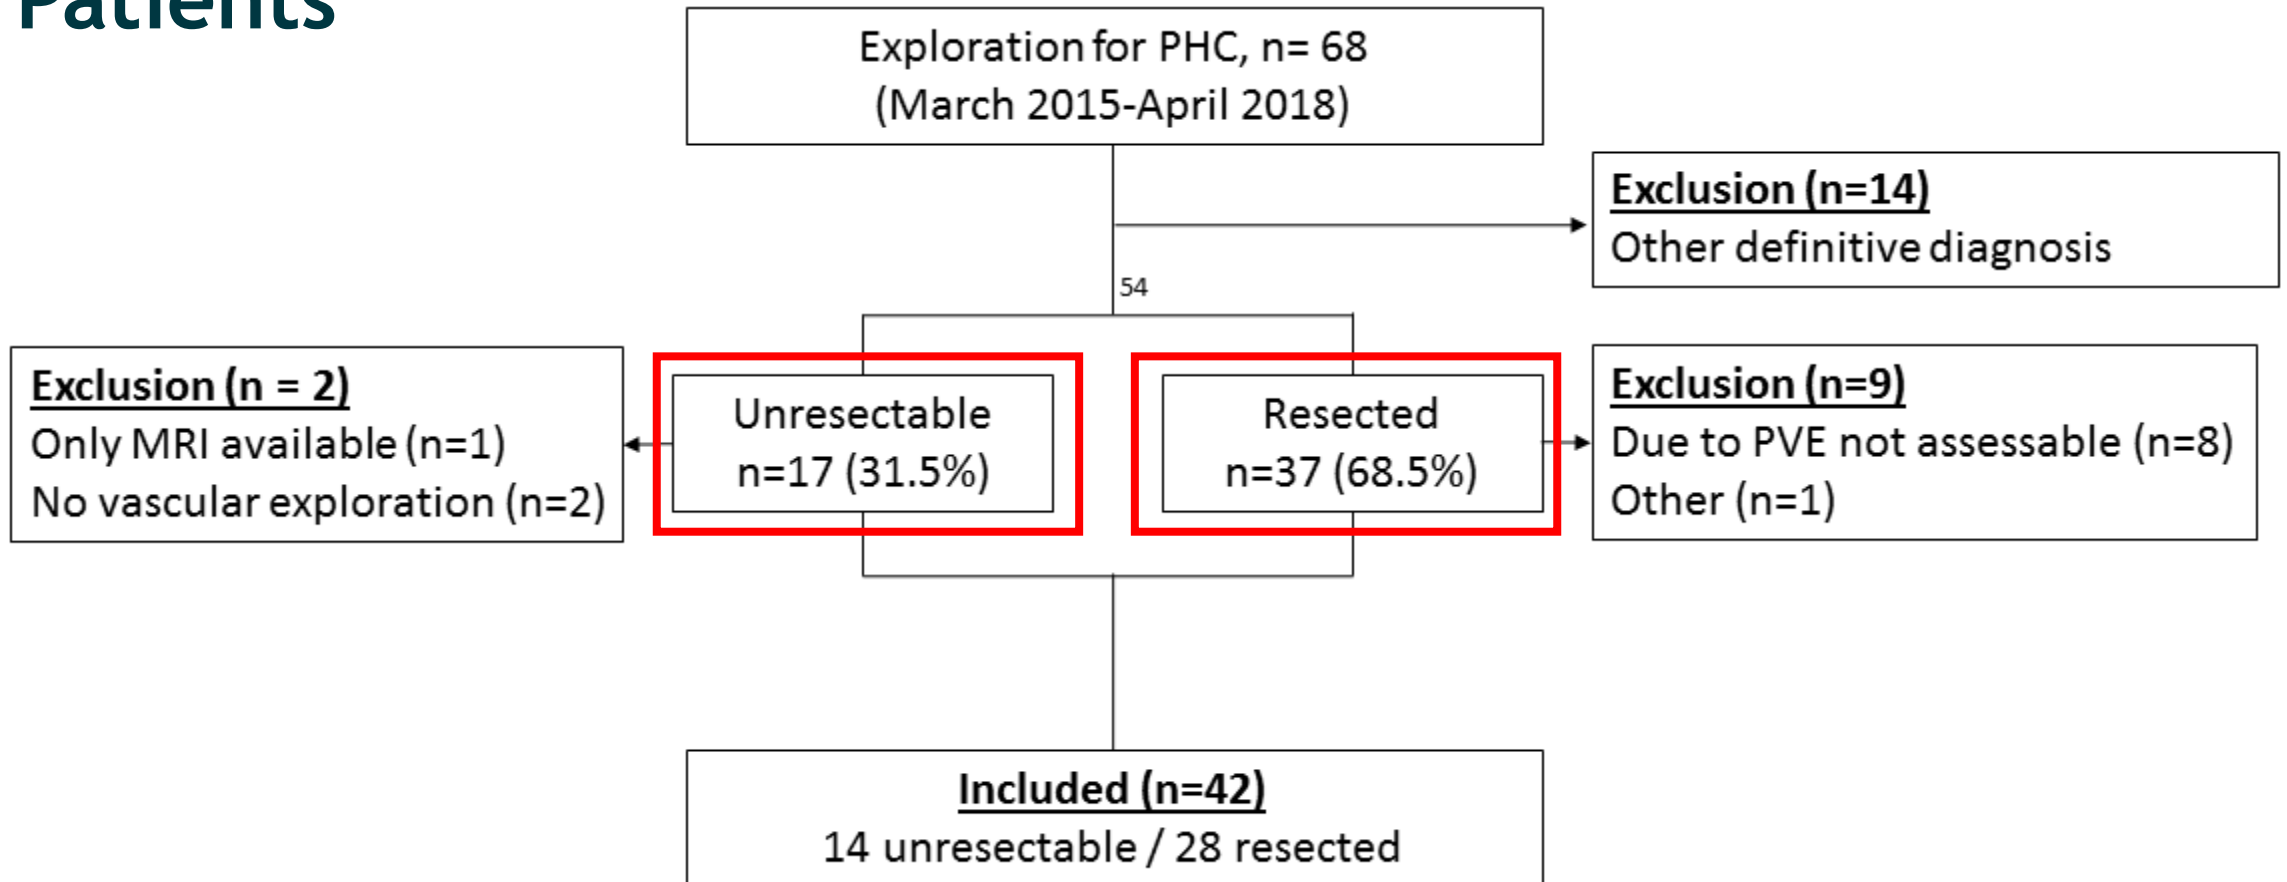 Patients
Exploration for PHC, n= 68
(March 2015-April 2018)
Exclusion (n=14)
Other definitive diagnosis
54
Exclusion (n = 2)
Only MRI available (n=1)
No vascular exploration (n=2)
Unresectable
n=17 (31.5%)
Resected
n=37 (68.5%)
Exclusion (n=9)
Due to PVE not assessable (n=8)
Other (n=1)
Included (n=42)
14 unresectable / 28 resected